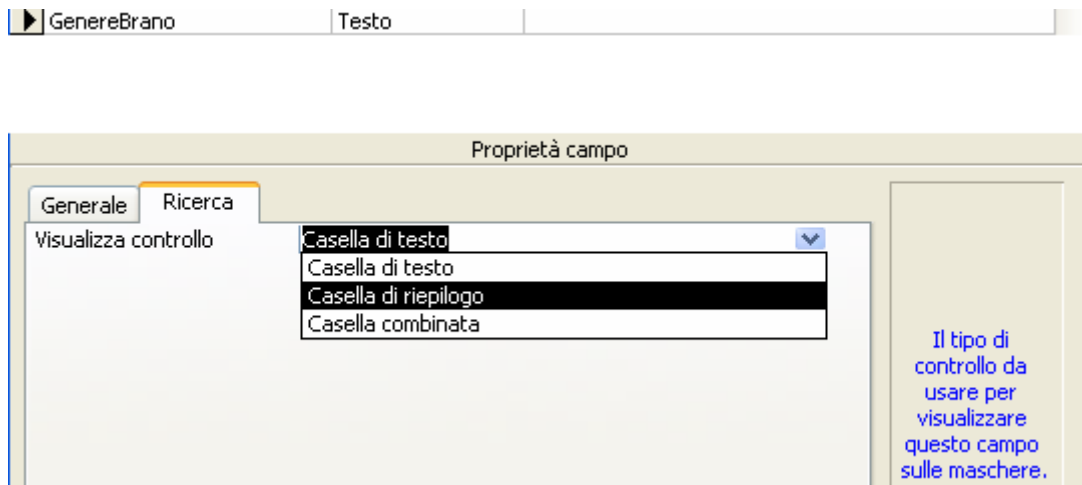 GenereBrano Testo
Proprietà campo
Generale Ricerca
Visualizza controllo Casella di testo
Casella di testo
Casella di riepilogo
Casella combinata
Il tipo di
controllo da
usare per
visualizzare
questo campo
sulle maschere.